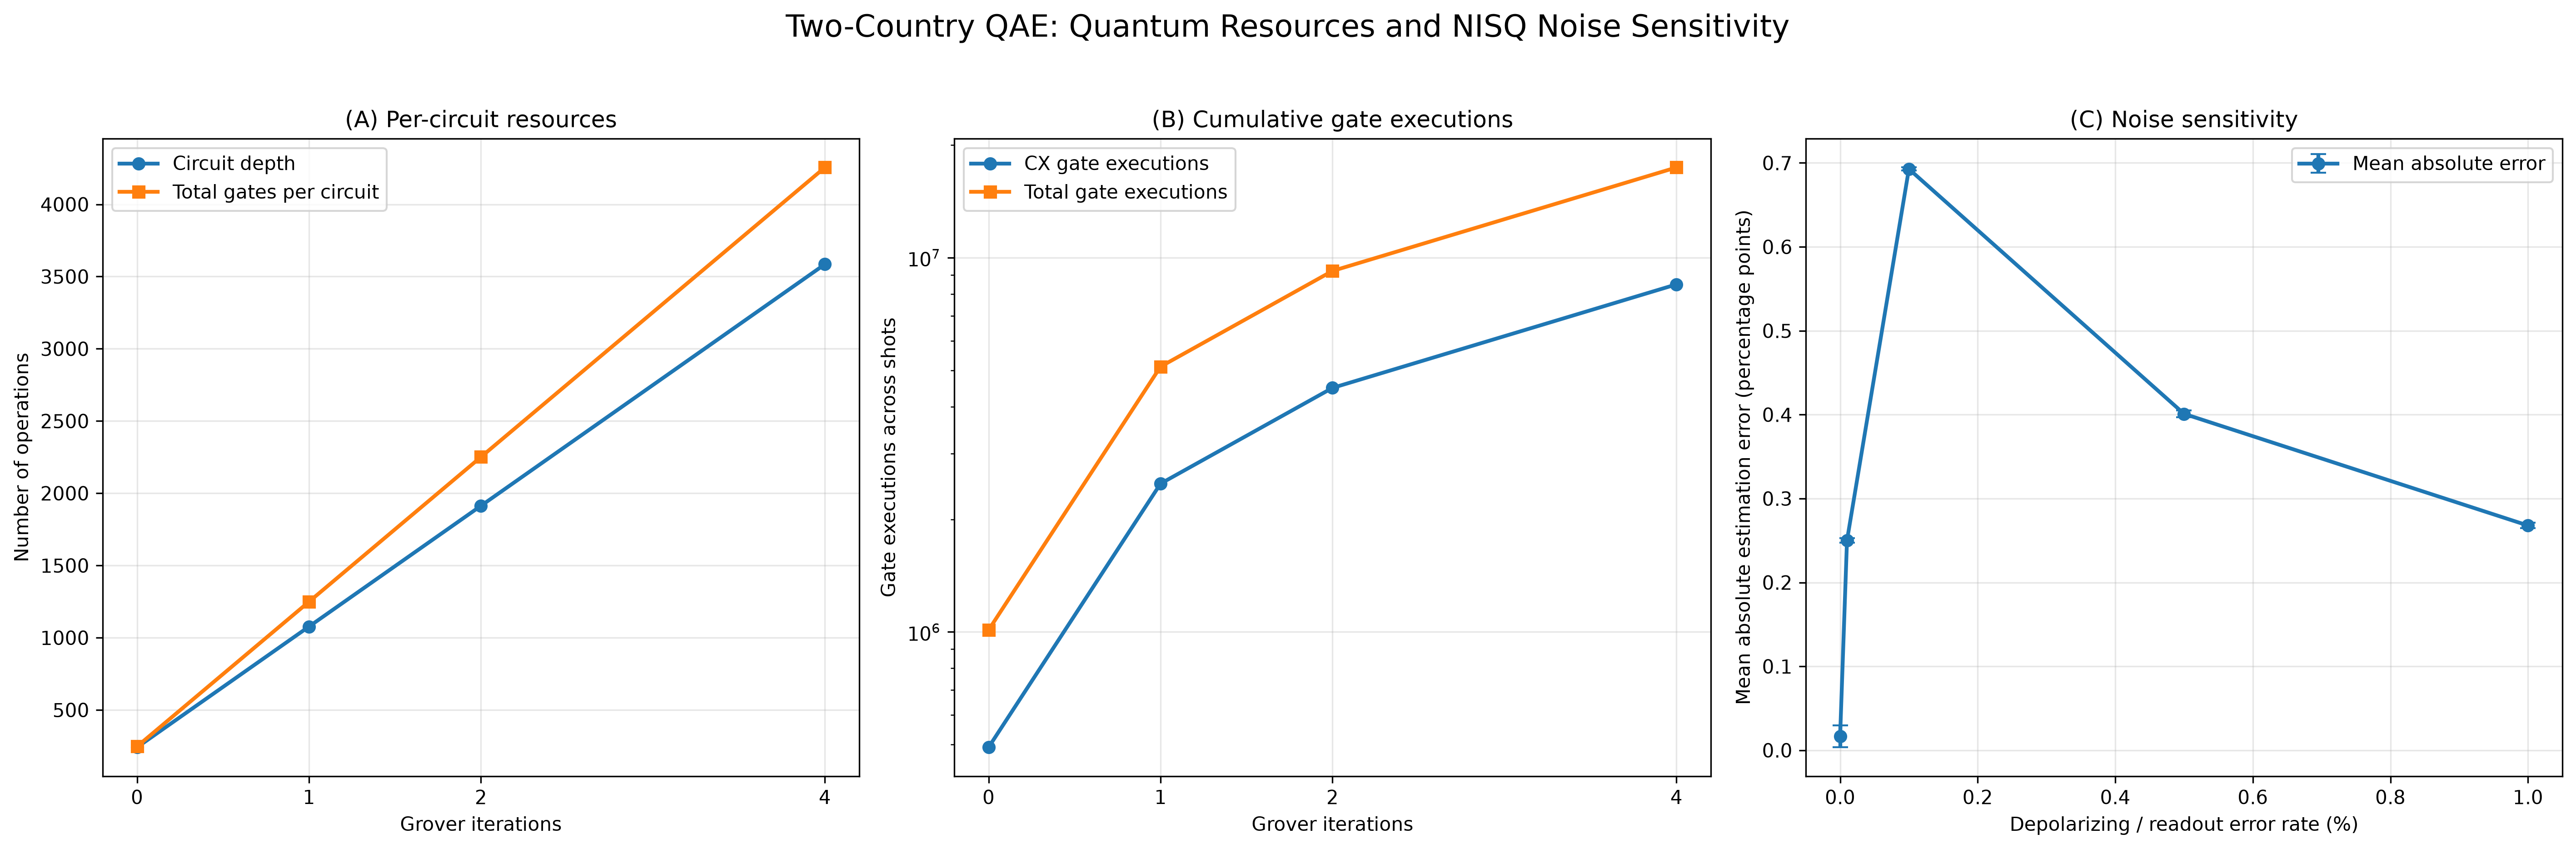 Two-Country QAE: Quantum Resources and NISQ Noise Sensitivity
(A) Per-circuit resources
Circuit depth
Total gates per circuit
Number of operations
4000
3500
3000
2500
2000
1500
1000
500
0 1 2 4
Grover iterations
(B) Cumulative gate executions
CX gate executions
Total gate executions
Gate executions across shots
10⁷
10⁶
0 1 2 4
Grover iterations
(C) Noise sensitivity
Mean absolute error
Mean absolute estimation error (percentage points)
0.7
0.6
0.5
0.4
0.3
0.2
0.1
0.0
0.0 0.2 0.4 0.6 0.8 1.0
Depolarizing / readout error rate (%)